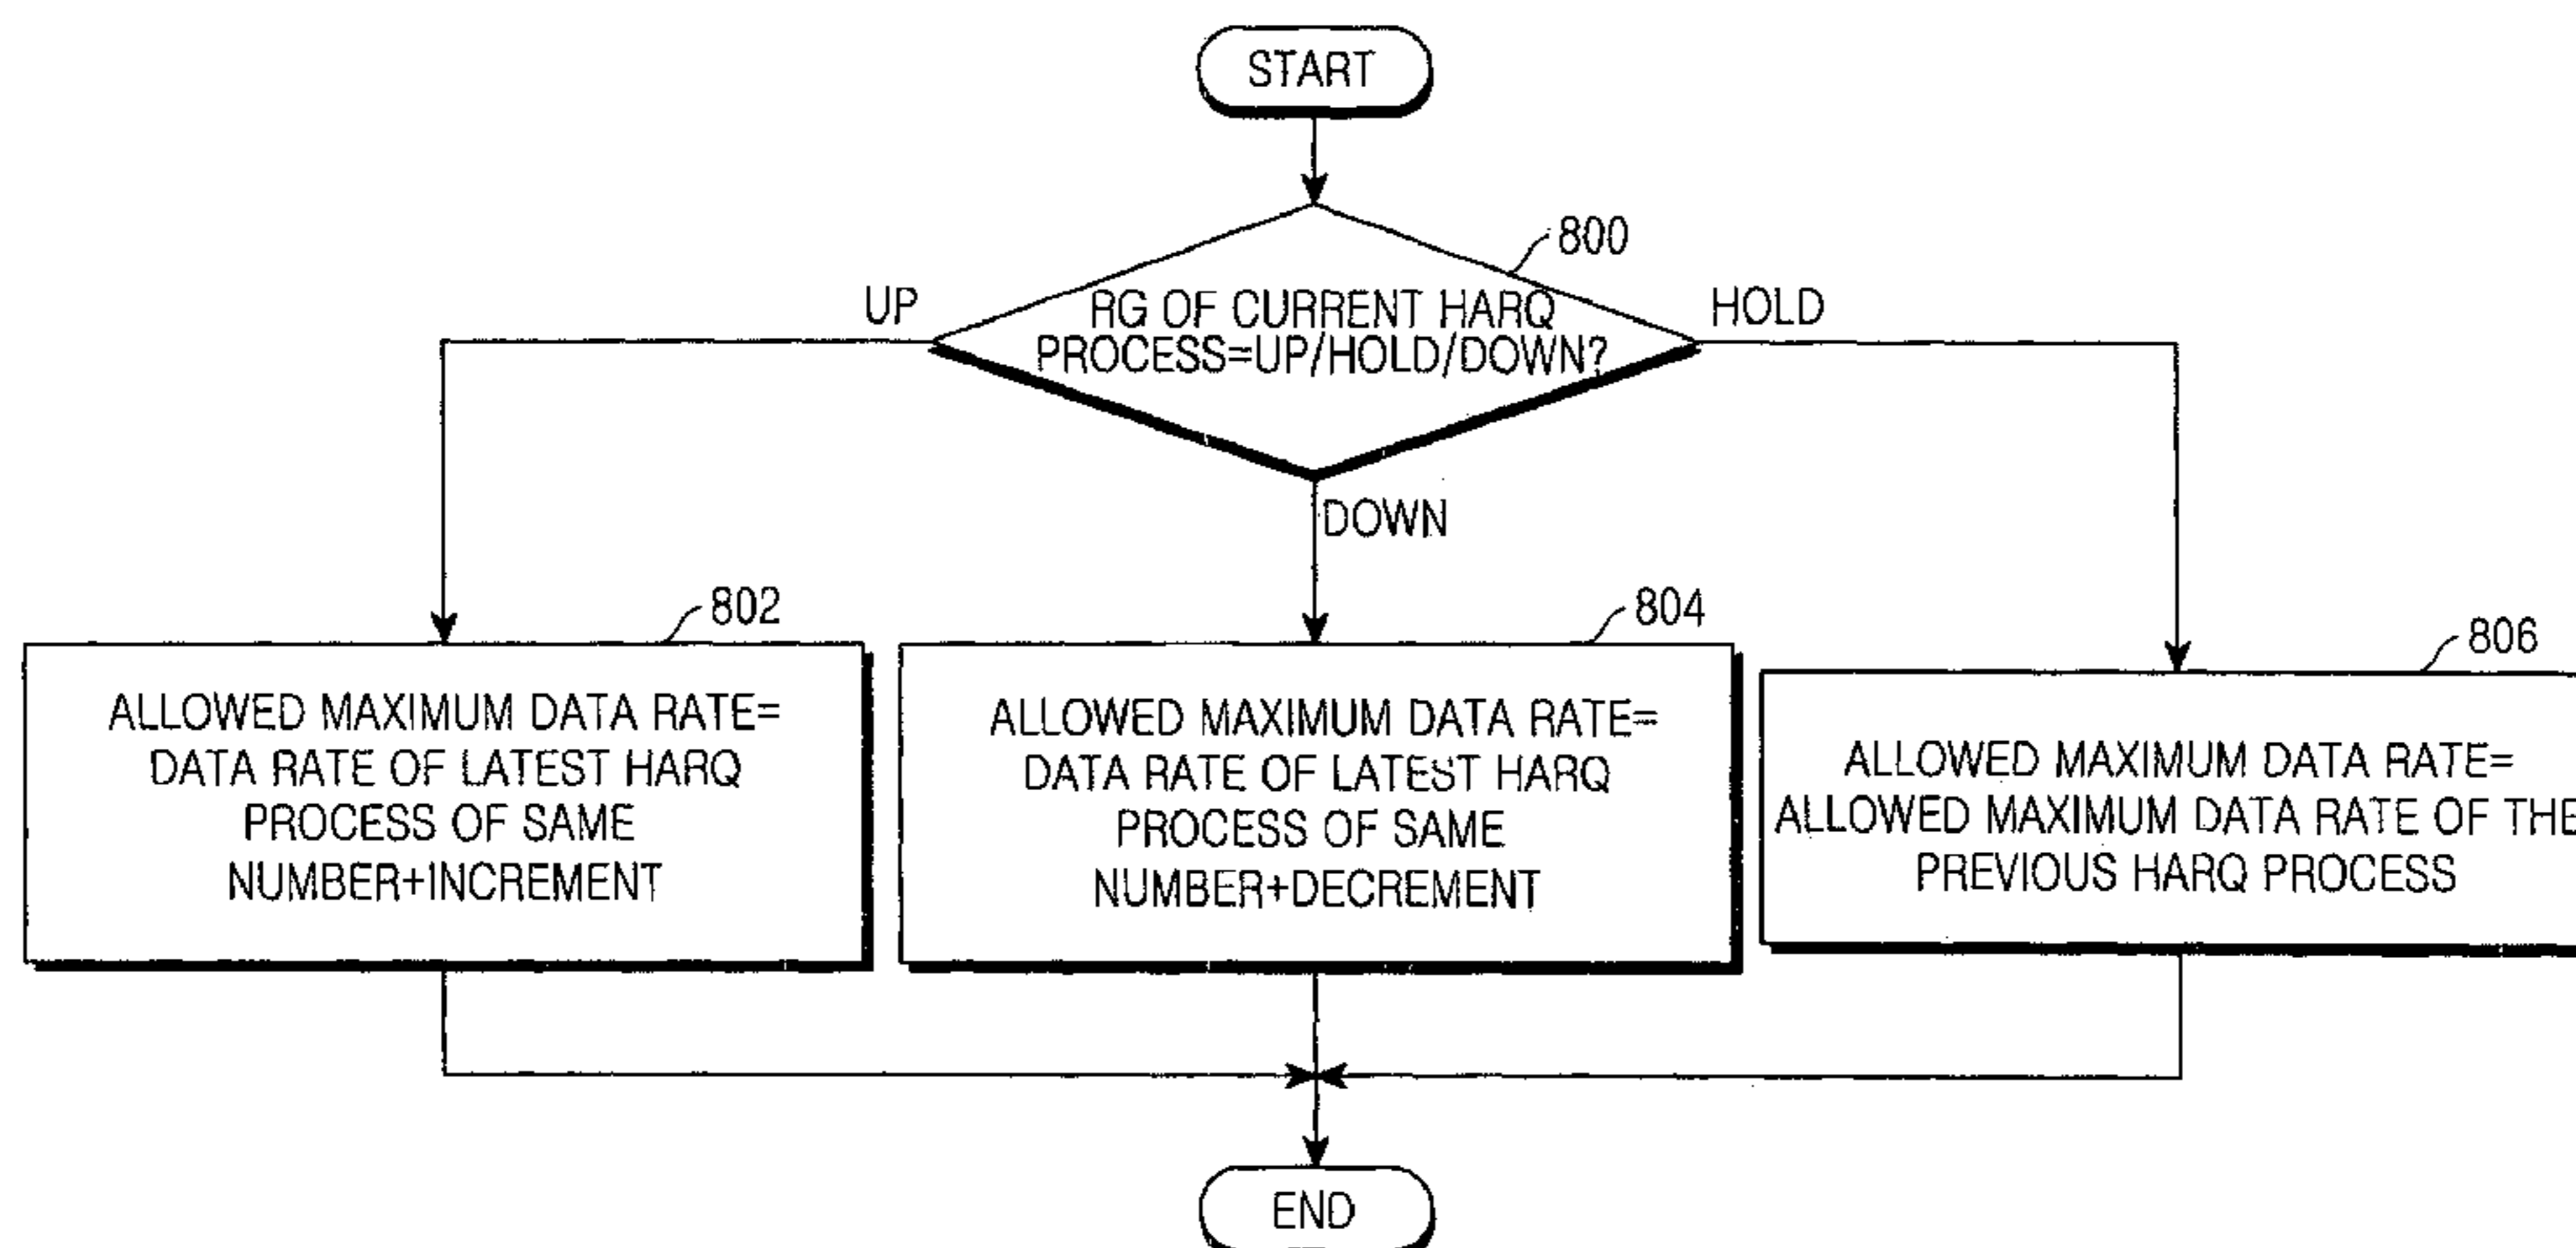 START
800
RG OF CURRENT HARQ
PROCESS=UP/HOLD/DOWN?
UP
HOLD
DOWN
802
ALLOWED MAXIMUM DATA RATE=
DATA RATE OF LATEST HARQ
PROCESS OF SAME
NUMBER+INCREMENT
804
ALLOWED MAXIMUM DATA RATE=
DATA RATE OF LATEST HARQ
PROCESS OF SAME
NUMBER+DECREMENT
806
ALLOWED MAXIMUM DATA RATE=
ALLOWED MAXIMUM DATA RATE OF THE
PREVIOUS HARQ PROCESS
END